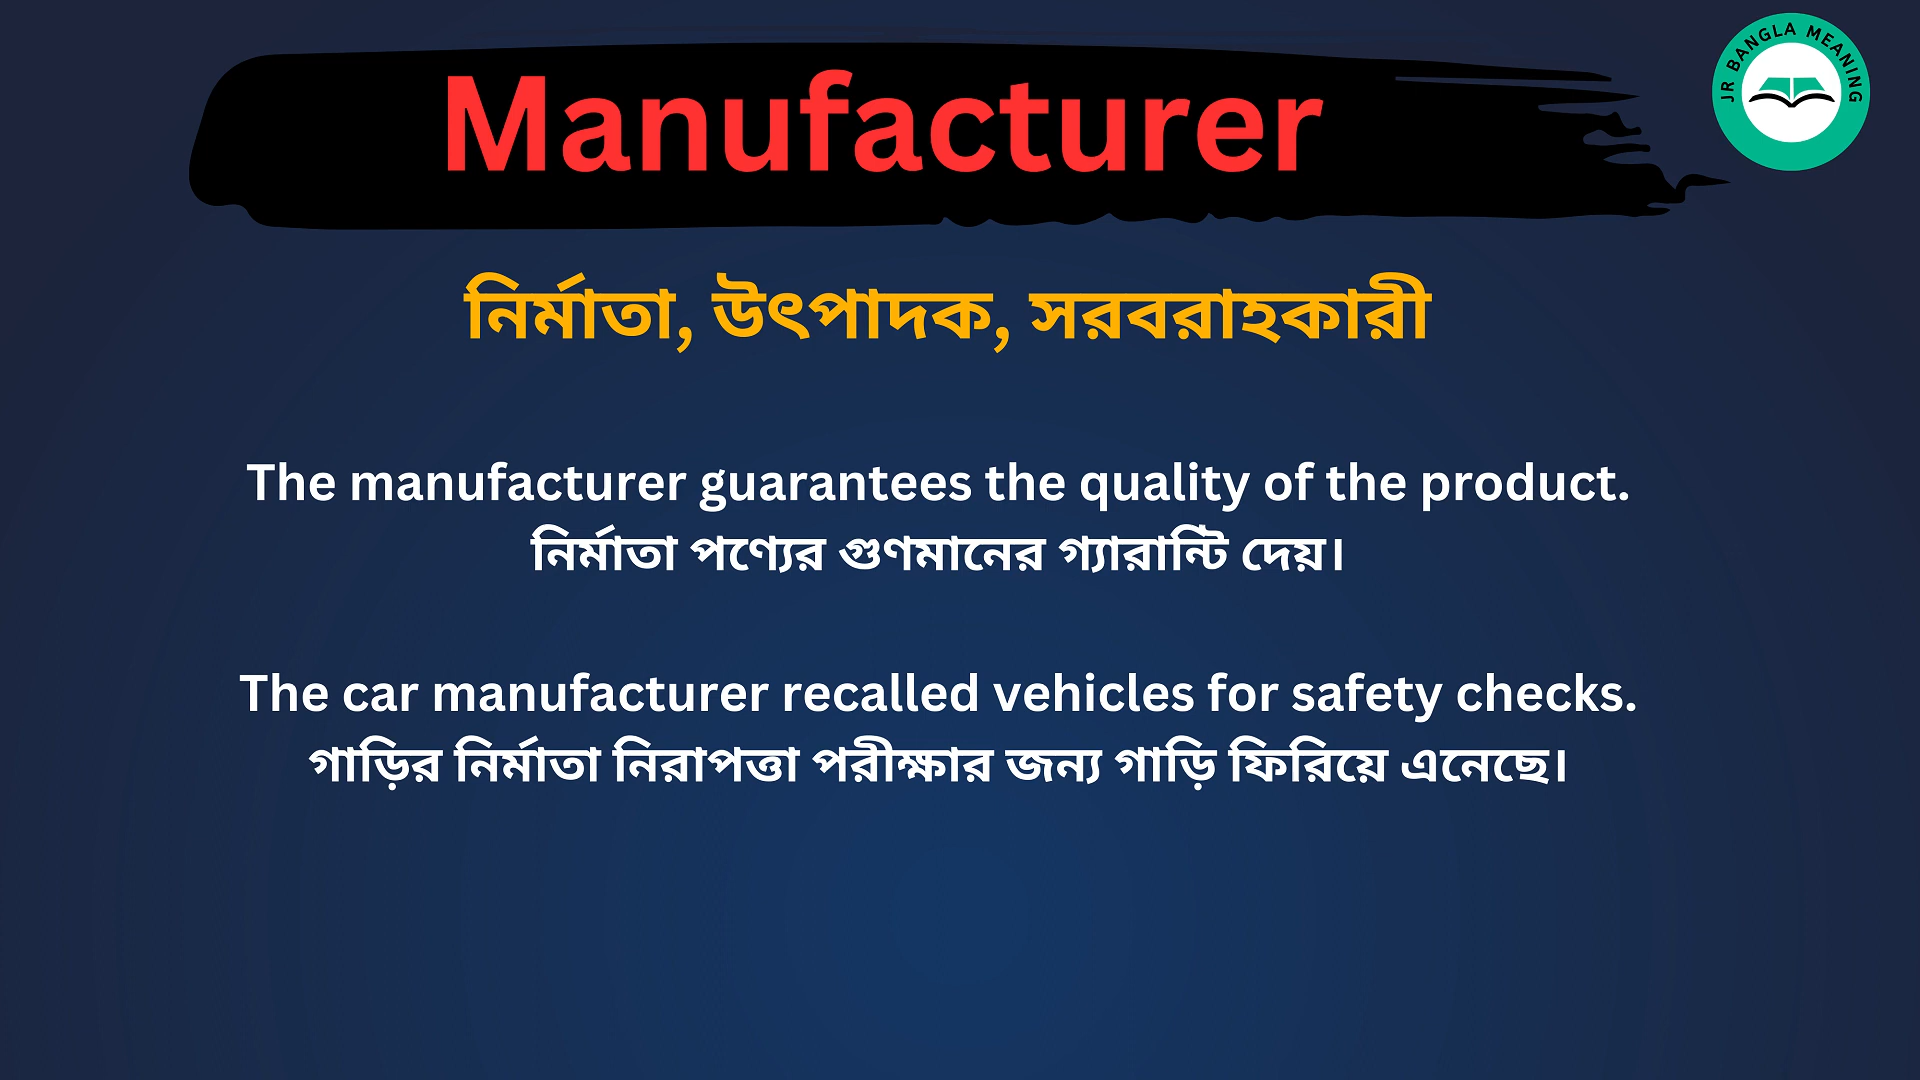 Manufacturer
JR BANGLA MEANING
নির্মাতা, উৎপাদক, সরবরাহকারী
The manufacturer guarantees the quality of the product.
নির্মাতা পণ্যের গুণমানের গ্যারান্টি দেয়।
The car manufacturer recalled vehicles for safety checks.
গাড়ির নির্মাতা নিরাপত্তা পরীক্ষার জন্য গাড়ি ফিরিয়ে এনেছে।